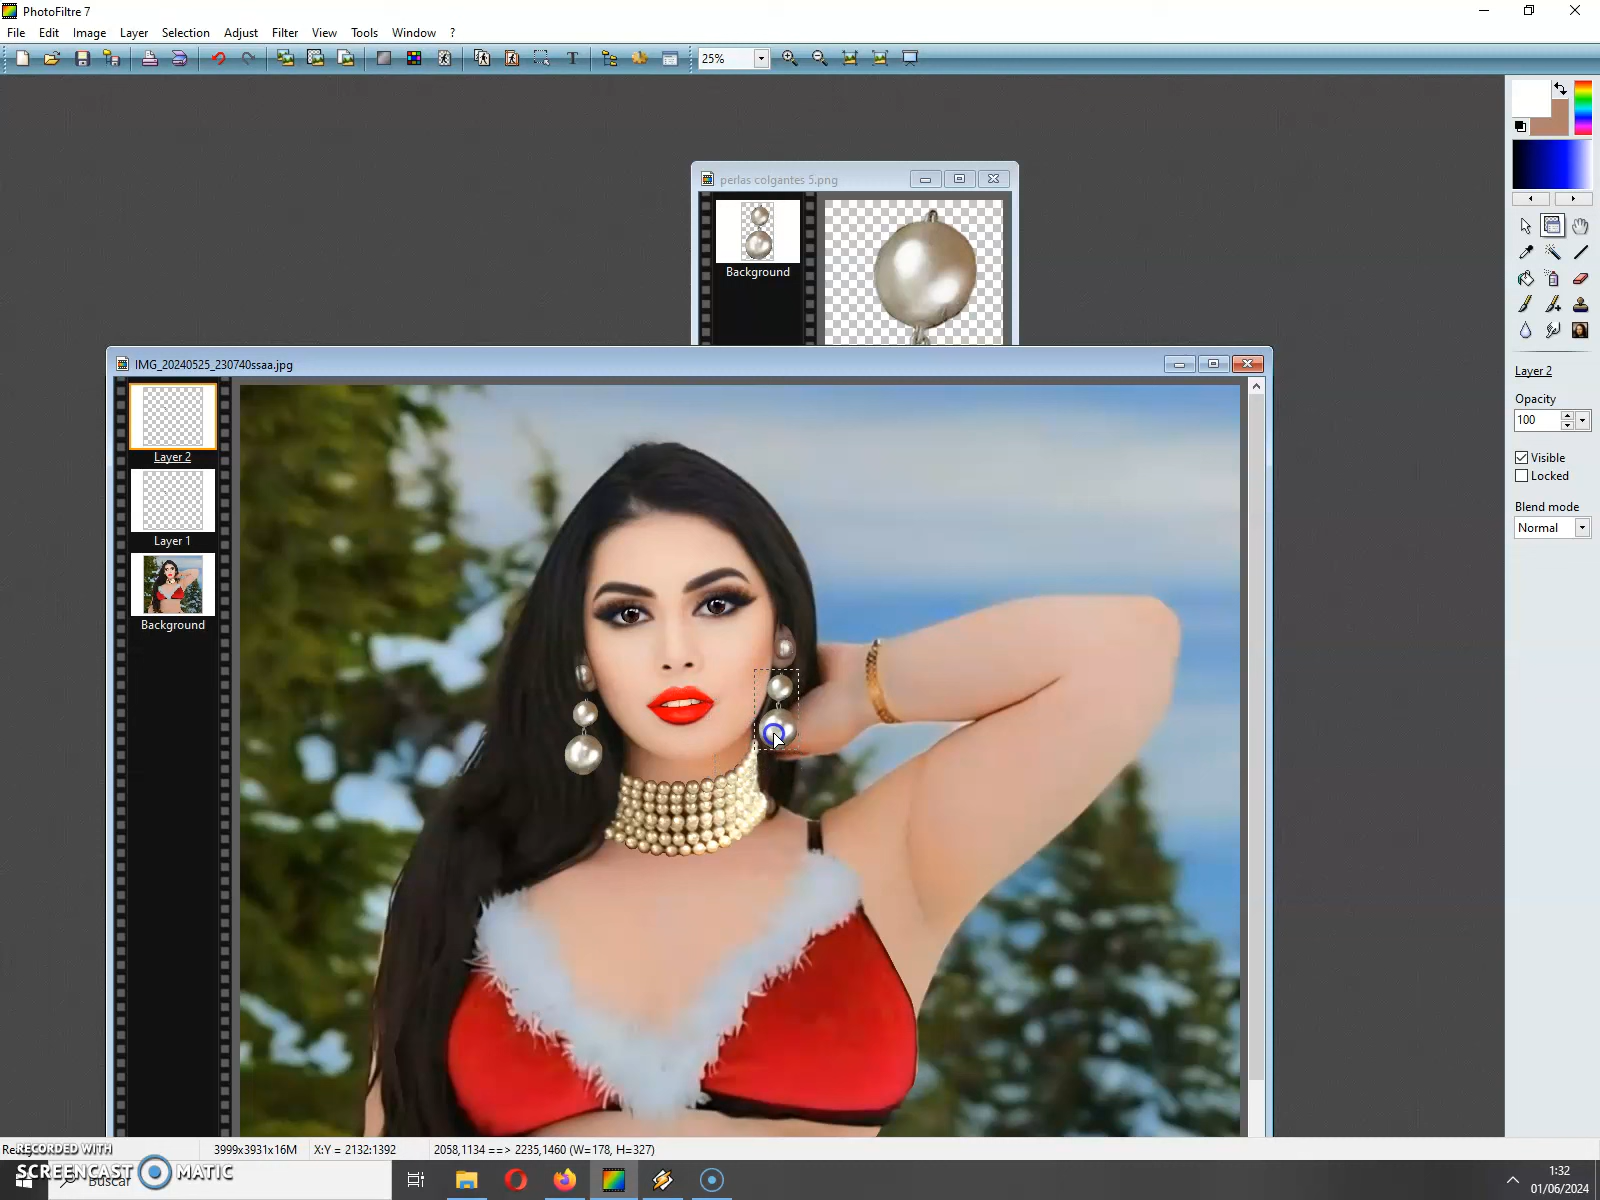 PhotoFiltre 7
File Edit Image Layer Selection Adjust Filter View Tools Window ?
25%
perlas colgantes 5.png
Background
IMG_20240525_230740ssaa.jpg
Layer 2
Layer 1
Background
Layer 2
Opacity
100
Visible
Locked
Blend mode
Normal
3999x3931x16M X:Y = 2132:1392 2058,1134 ==> 2235,1460 (W=178, H=327)
RECORDED WITH
SCREENCAST MATIC
Buscar
1:32
01/06/2024